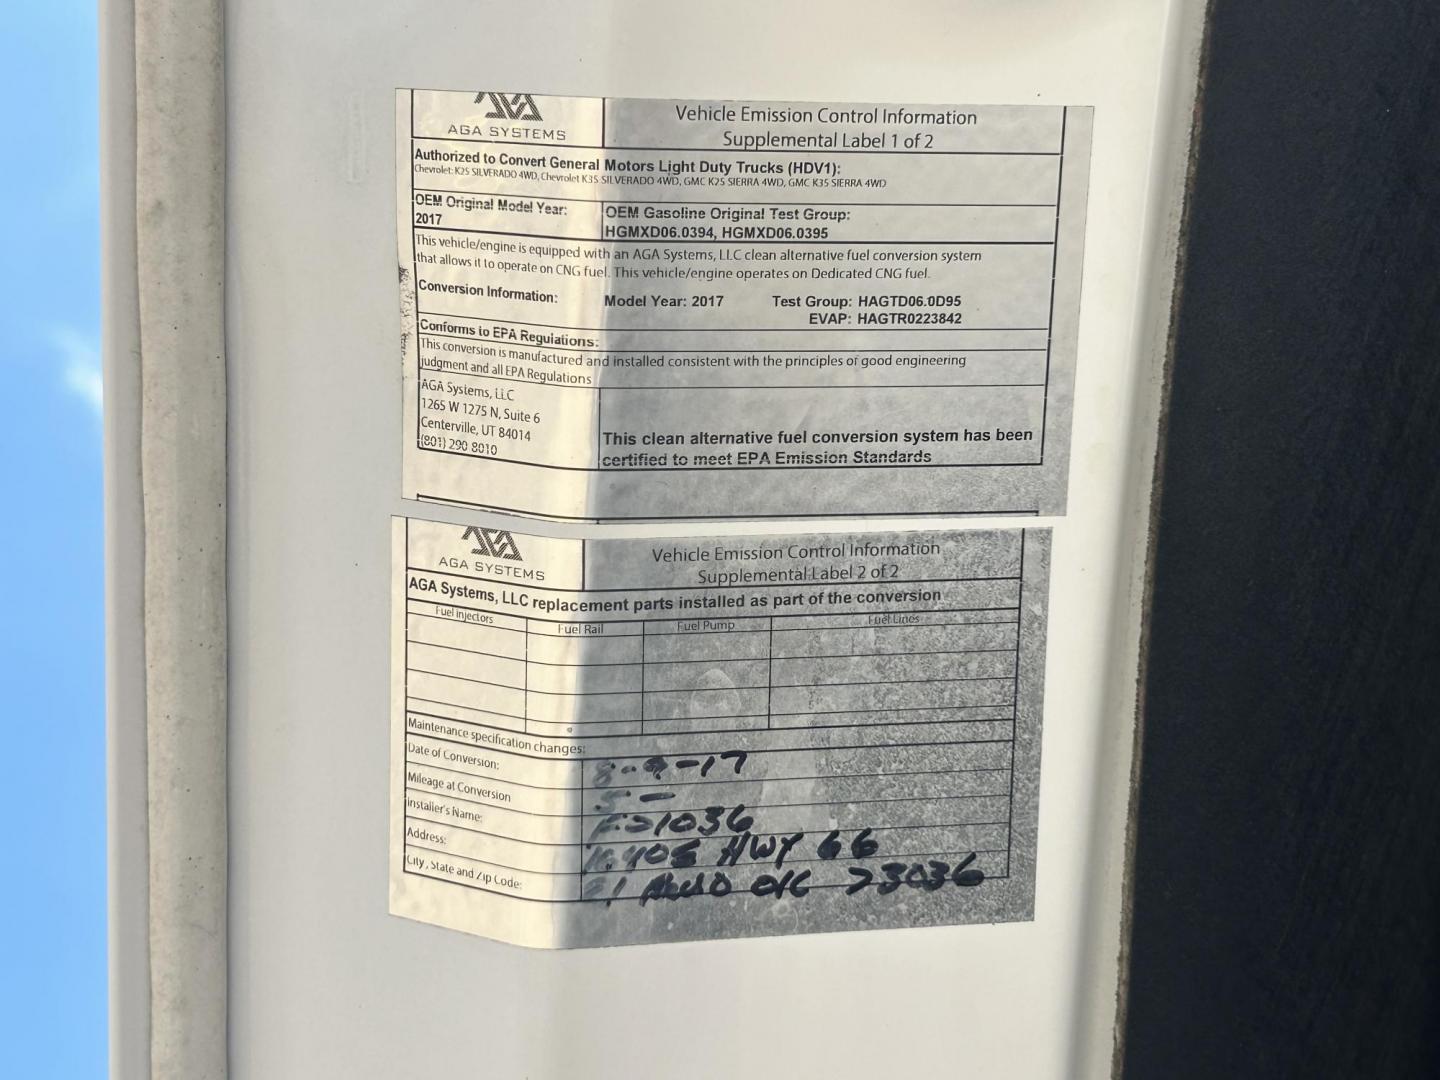 AGA SYSTEMS
Vehicle Emission Control Information
Supplemental Label 1 of 2
Authorized to Convert General Motors Light Duty Trucks (HDV1):
Chevrolet: K25 SILVERADO 4WD, Chevrolet K35 SILVERADO 4WD, GMC K25 SIERRA 4WD, GMC K35 SIERRA 4WD
OEM Original Model Year:
2017
OEM Gasoline Original Test Group:
HGMXD06.0394, HGMXD06.0395
This vehicle/engine is equipped with an AGA Systems, LLC clean alternative fuel conversion system
that allows it to operate on CNG fuel. This vehicle/engine operates on Dedicated CNG fuel.
Conversion Information:
Model Year: 2017
Test Group: HAGTD06.0D95
EVAP: HAGTR0223842
Conforms to EPA Regulations:
This conversion is manufactured and installed consistent with the principles of good engineering
judgment and all EPA Regulations
AGA Systems, LLC
1265 W 1275 N, Suite 6
Centerville, UT 84014
(801) 290 8010
This clean alternative fuel conversion system has been
certified to meet EPA Emission Standards
AGA SYSTEMS
Vehicle Emission Control Information
Supplemental Label 2 of 2
AGA Systems, LLC replacement parts installed as part of the conversion
Fuel Injectors
Fuel Rail
Fuel Pump
Fuel Lines
Maintenance specification changes:
Date of Conversion: 8-9-17
Mileage at Conversion 5 -
Installer's Name:
Address: HWY 66
City, State and Zip Code: 73036